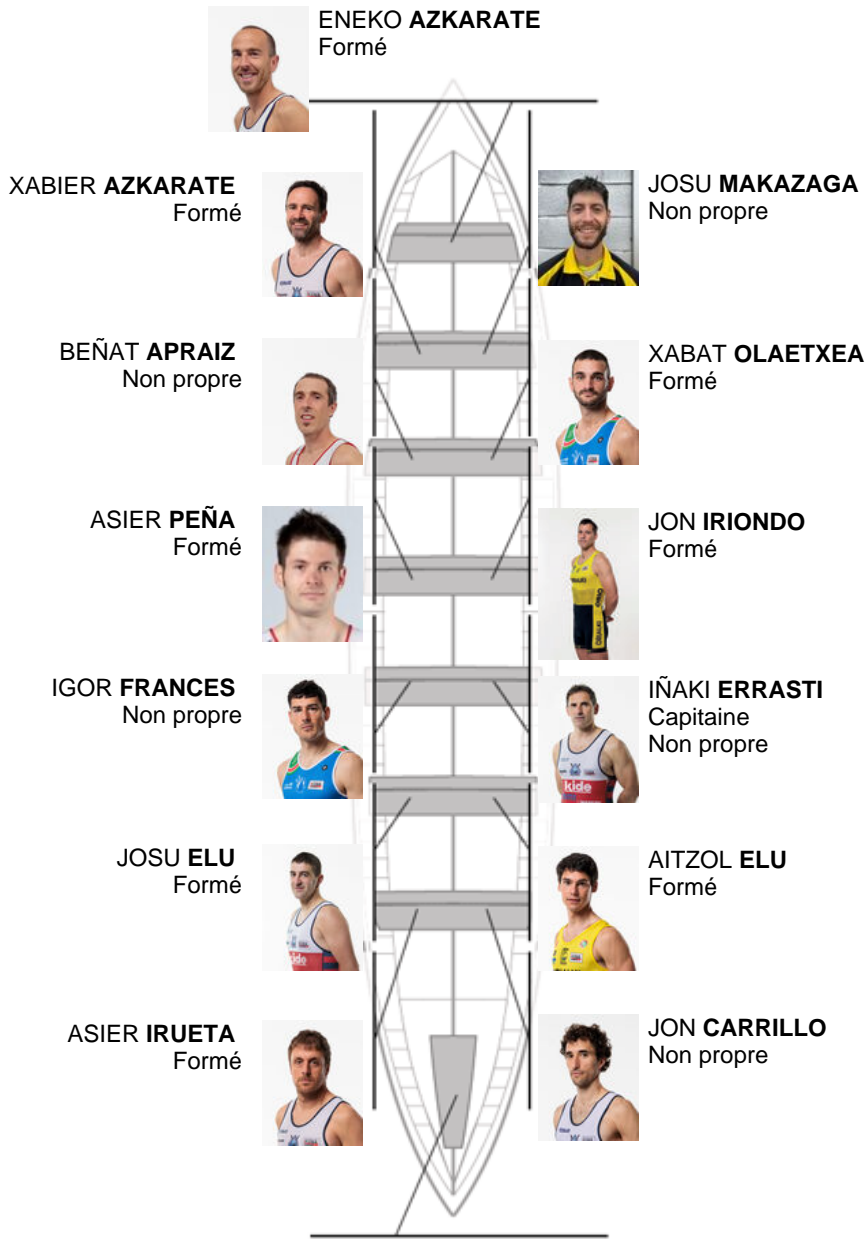 ENEKO AZKARATE
Formé
XABIER AZKARATE
Formé
JOSU MAKAZAGA
Non propre
BEÑAT APRAIZ
Non propre
XABAT OLAETXEA
Formé
ASIER PEÑA
Formé
JON IRIONDO
Formé
IGOR FRANCES
Non propre
IÑAKI ERRASTI
Capitaine
Non propre
kide
JOSU ELU
Formé
AITZOL ELU
Formé
ASIER IRUETA
Formé
JON CARRILLO
Non propre